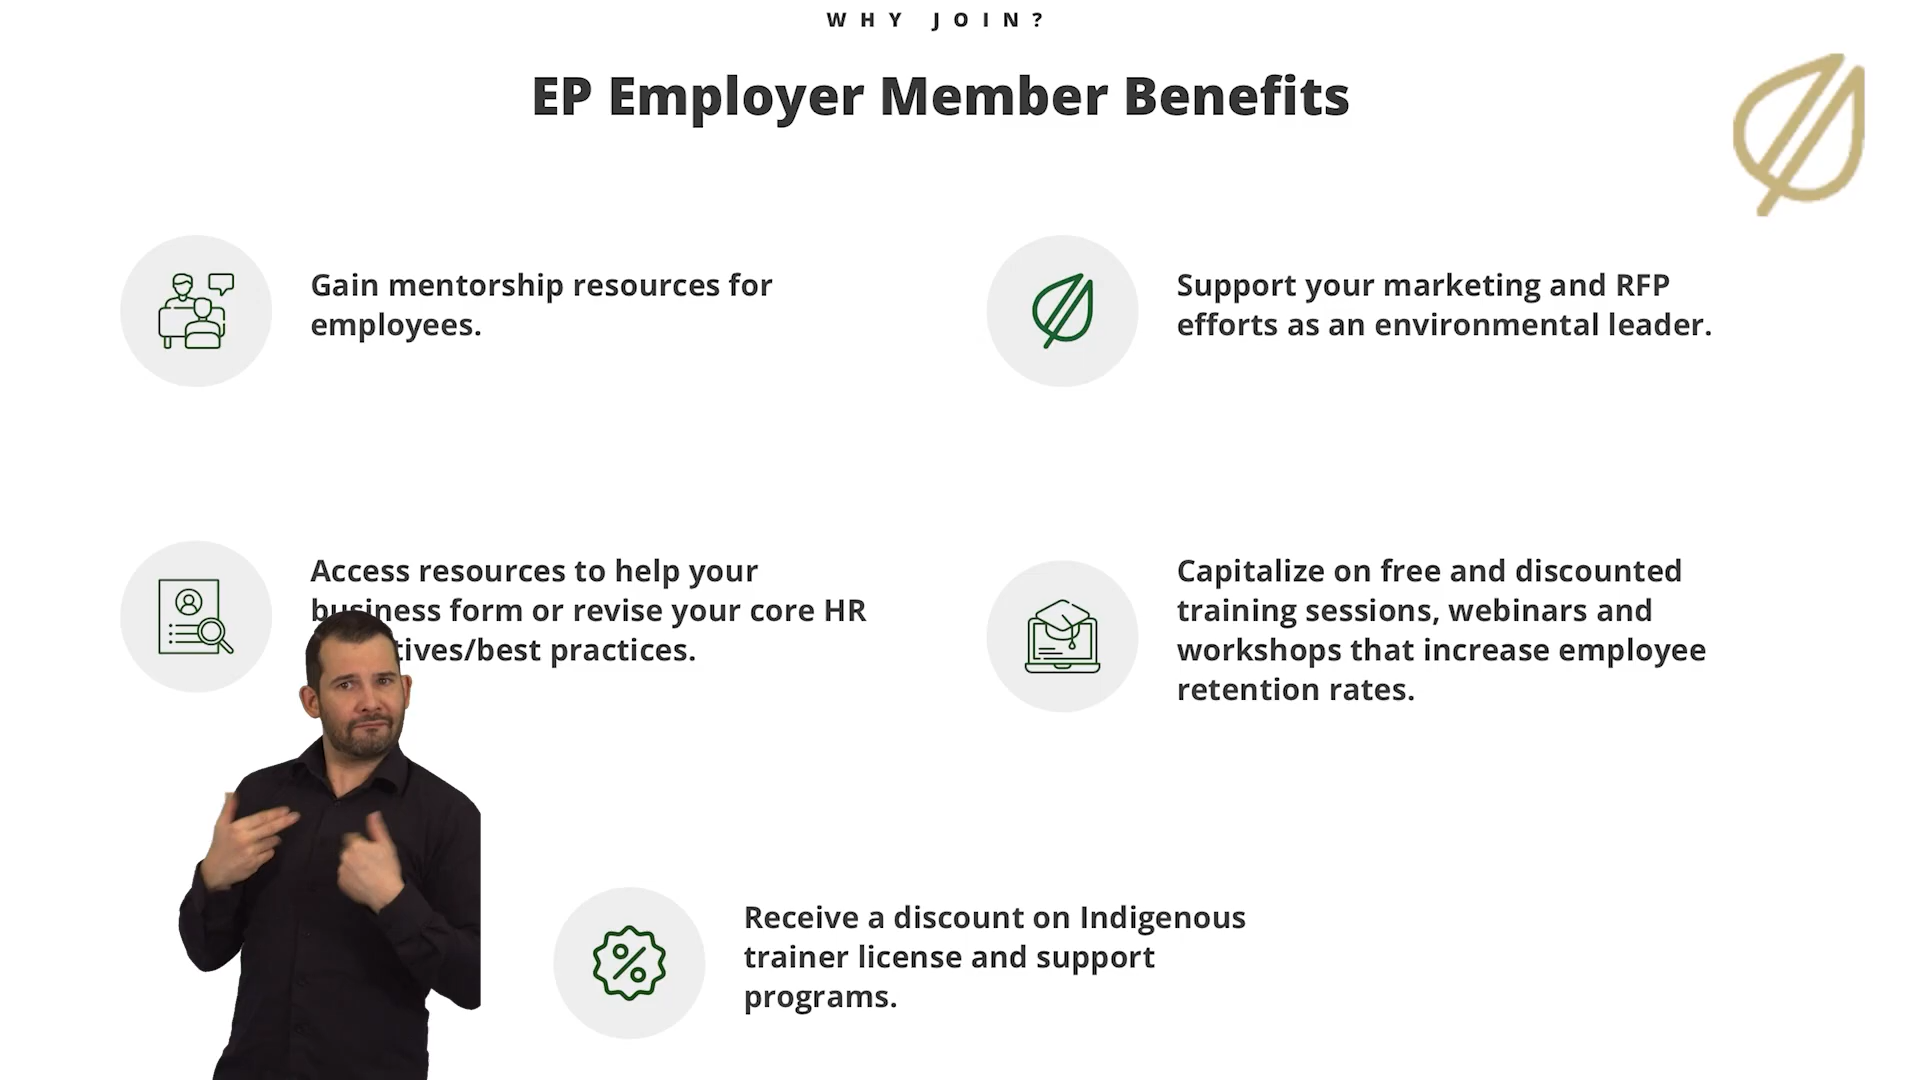 WHY JOIN?
EP Employer Member Benefits
Gain mentorship resources for
employees.
Support your marketing and RFP
efforts as an environmental leader.
Access resources to help your
business form or revise your core HR
tives/best practices.
Capitalize on free and discounted
training sessions, webinars and
workshops that increase employee
retention rates.
Receive a discount on Indigenous
trainer license and support
programs.